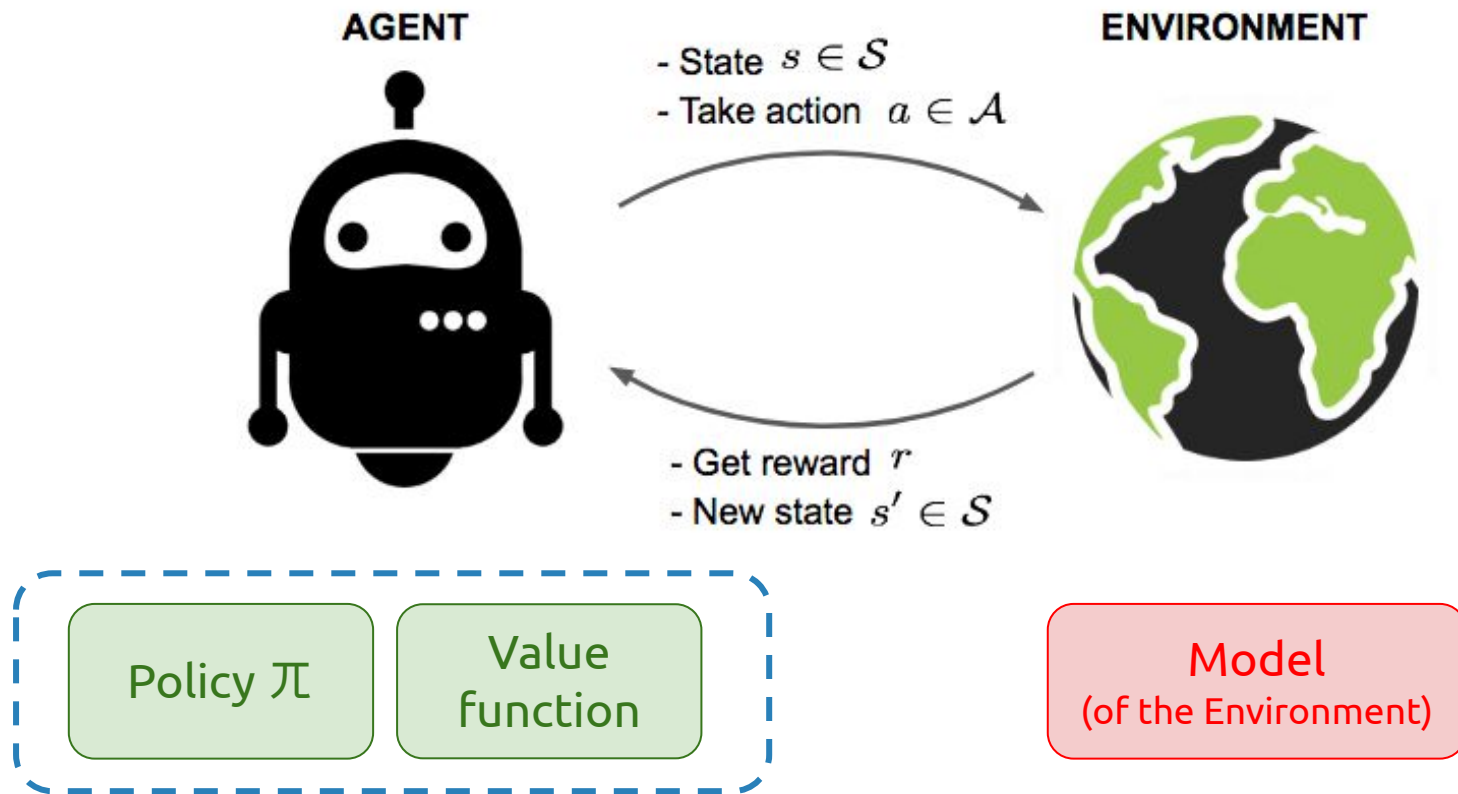 AGENT
ENVIRONMENT
- State s ∈ 𝒮
- Take action a ∈ 𝒜
- Get reward r
- New state s′ ∈ 𝒮
Policy π
Value
function
Model
(of the Environment)